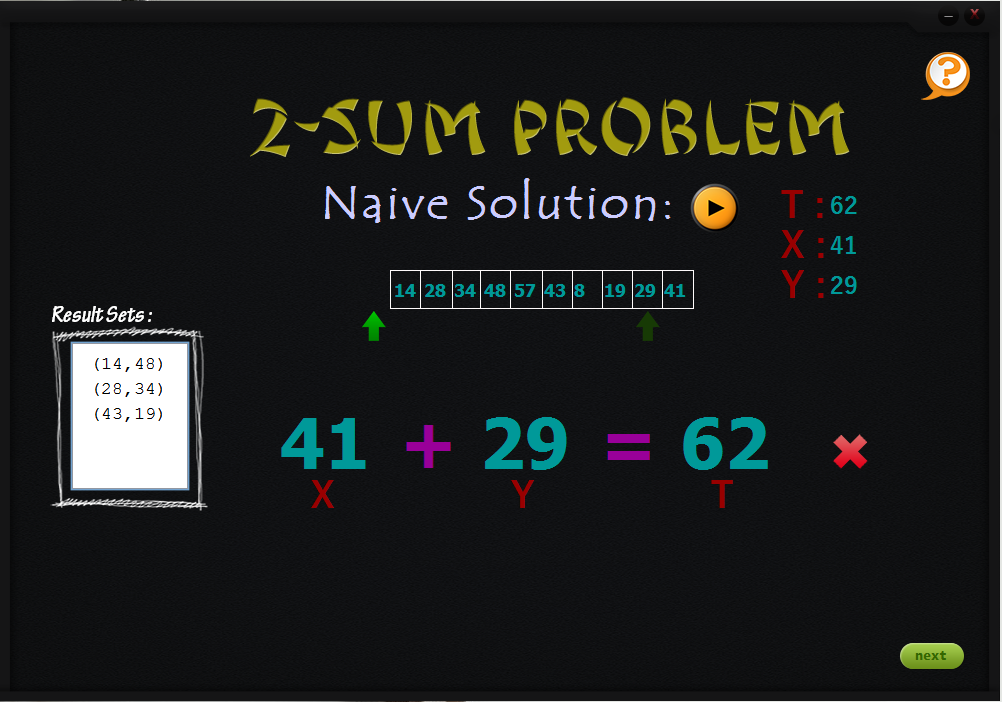 X
?
2-SUM PROBLEM
Naive Solution:
T : 62
X : 41
Y : 29
14 28 34 48 57 43 8 19 29 41
Result Sets :
(14,48)
(28,34)
(43,19)
41 + 29 = 62
X Y T
next